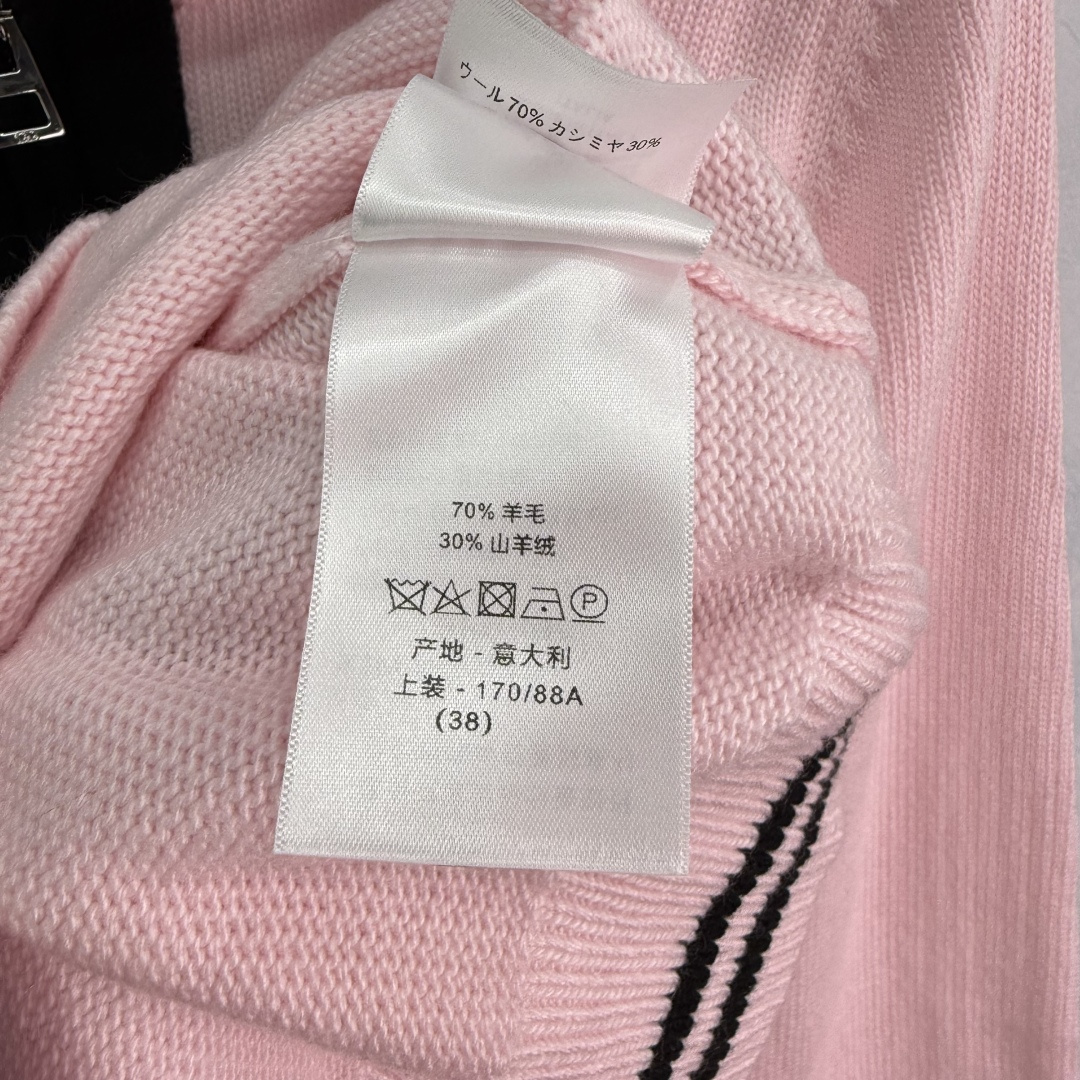 ウール70% カシミヤ30%
70% 羊毛
30% 山羊绒
P
产地 - 意大利
上装 - 170/88A
(38)